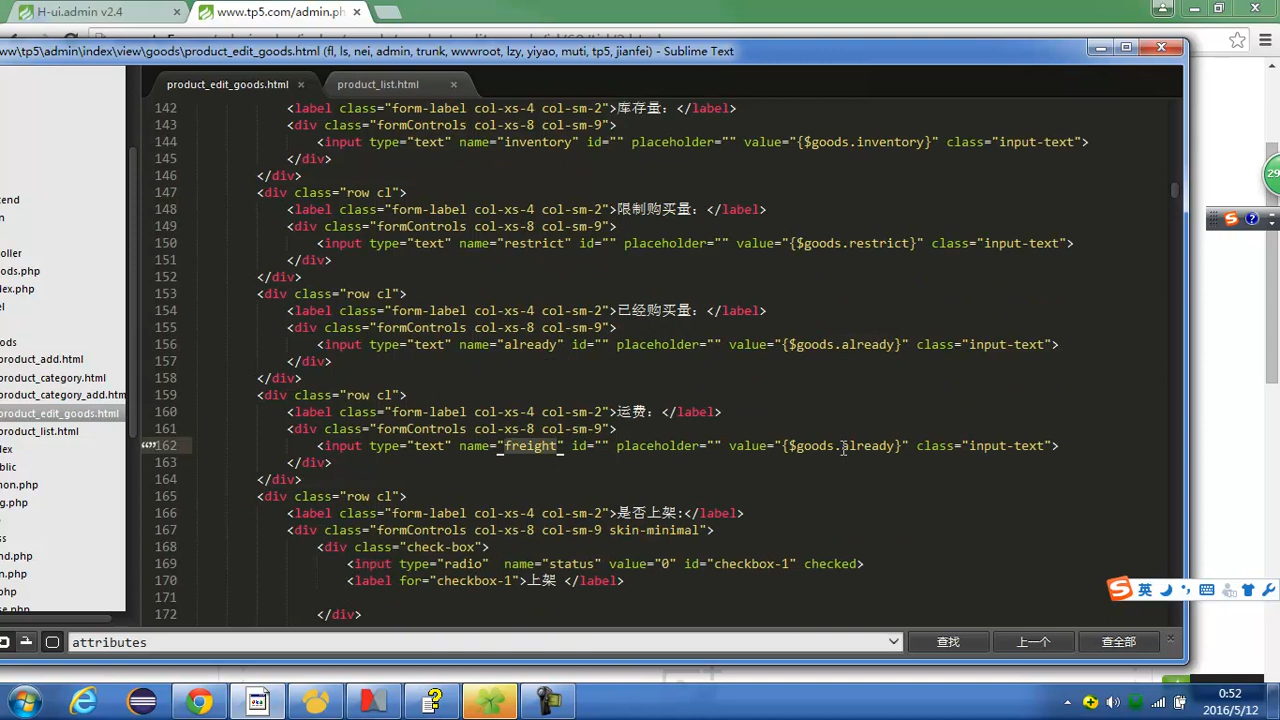 H-ui.admin v2.4
www.tp5.com/admin.ph
ww\tp5\admin\index\view\goods\product_edit_goods.html (fl, ls, nei, admin, trunk, wwwroot, lzy, yiyao, muti, tp5, jianfei) - Sublime Text
product_edit_goods.html
product_list.html
142 <label class="form-label col-xs-4 col-sm-2">库存量：</label>
143 <div class="formControls col-xs-8 col-sm-9">
144 <input type="text" name="inventory" id="" placeholder="" value="{$goods.inventory}" class="input-text">
145 </div>
146 </div>
147 <div class="row cl">
148 <label class="form-label col-xs-4 col-sm-2">限制购买量：</label>
149 <div class="formControls col-xs-8 col-sm-9">
150 <input type="text" name="restrict" id="" placeholder="" value="{$goods.restrict}" class="input-text">
151 </div>
152 </div>
153 <div class="row cl">
154 <label class="form-label col-xs-4 col-sm-2">已经购买量：</label>
155 <div class="formControls col-xs-8 col-sm-9">
156 <input type="text" name="already" id="" placeholder="" value="{$goods.already}" class="input-text">
157 </div>
158 </div>
159 <div class="row cl">
160 <label class="form-label col-xs-4 col-sm-2">运费：</label>
161 <div class="formControls col-xs-8 col-sm-9">
162 <input type="text" name="freight" id="" placeholder="" value="{$goods.already}" class="input-text">
163 </div>
164 </div>
165 <div class="row cl">
166 <label class="form-label col-xs-4 col-sm-2">是否上架:</label>
167 <div class="formControls col-xs-8 col-sm-9 skin-minimal">
168 <div class="check-box">
169 <input type="radio"  name="status" value="0" id="checkbox-1" checked>
170 <label for="checkbox-1">上架 </label>
171
172 </div>
tend
n
oller
ods.php
dex.php
el
ods
product_add.html
product_category.html
product_category_add.htm
product_edit_goods.html
product_list.html
dex
blic
mon.php
g.php
ss
nd.php
n.php
se.php
29
英
attributes
查找
上一个
查全部
0:52
2016/5/12